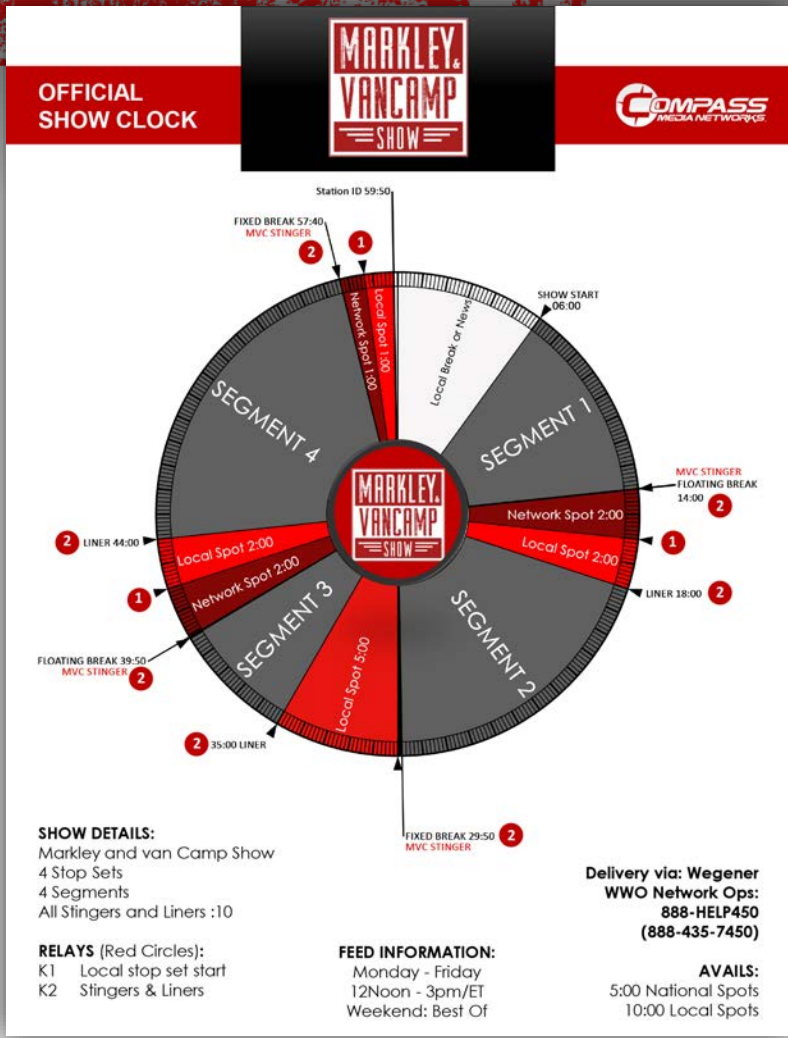 OFFICIAL
SHOW CLOCK
MARKLEY &
VANCAMP
SHOW
COMPASS
MEDIA NETWORKS
Station ID 59:50
FIXED BREAK 57:40
MVC STINGER
2
1
Network Spot 1:00
Local Spot 1:00
Local Break or News
SHOW START
06:00
SEGMENT 1
SEGMENT 4
MVC STINGER
FLOATING BREAK
14:00
2
Network Spot 2:00
Local Spot 2:00
1
LINER 18:00
2
MARKLEY &
VANCAMP
SHOW
2
LINER 44:00
Local Spot 2:00
1
Network Spot 2:00
SEGMENT 3
SEGMENT 2
FLOATING BREAK 39:50
MVC STINGER
2
Local Spot 5:00
2
35:00 LINER
FIXED BREAK 29:50
2
MVC STINGER
SHOW DETAILS:
Markley and van Camp Show
4 Stop Sets
4 Segments
All Stingers and Liners :10
RELAYS (Red Circles):
K1 Local stop set start
K2 Stingers & Liners
FEED INFORMATION:
Monday - Friday
12Noon - 3pm/ET
Weekend: Best Of
Delivery via: Wegener
WWO Network Ops:
888-HELP450
(888-435-7450)
AVAILS:
5:00 National Spots
10:00 Local Spots